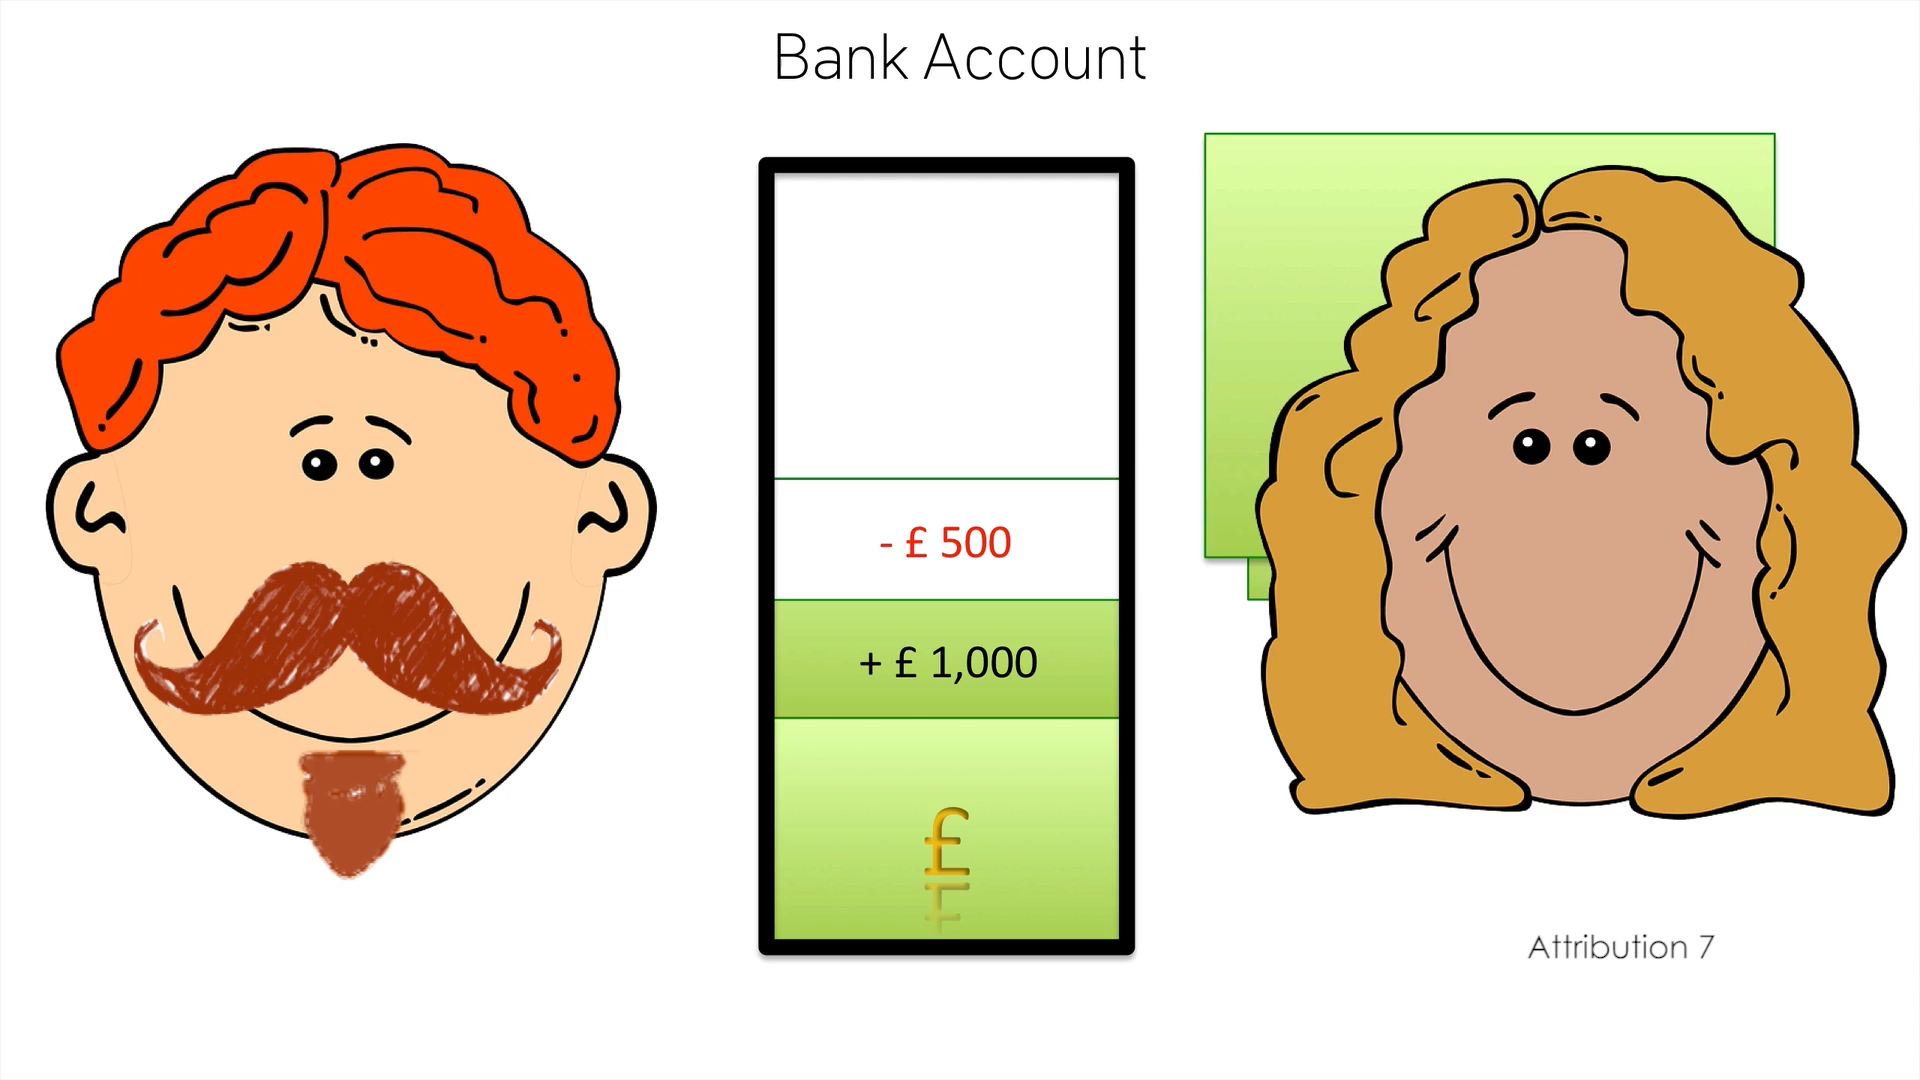 Bank Account
- £ 500
+ £ 1,000
£
Attribution 7